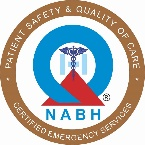 PATIENT SAFETY & QUALITY OF CARE
NABH
®
CERTIFIED EMERGENCY SERVICES